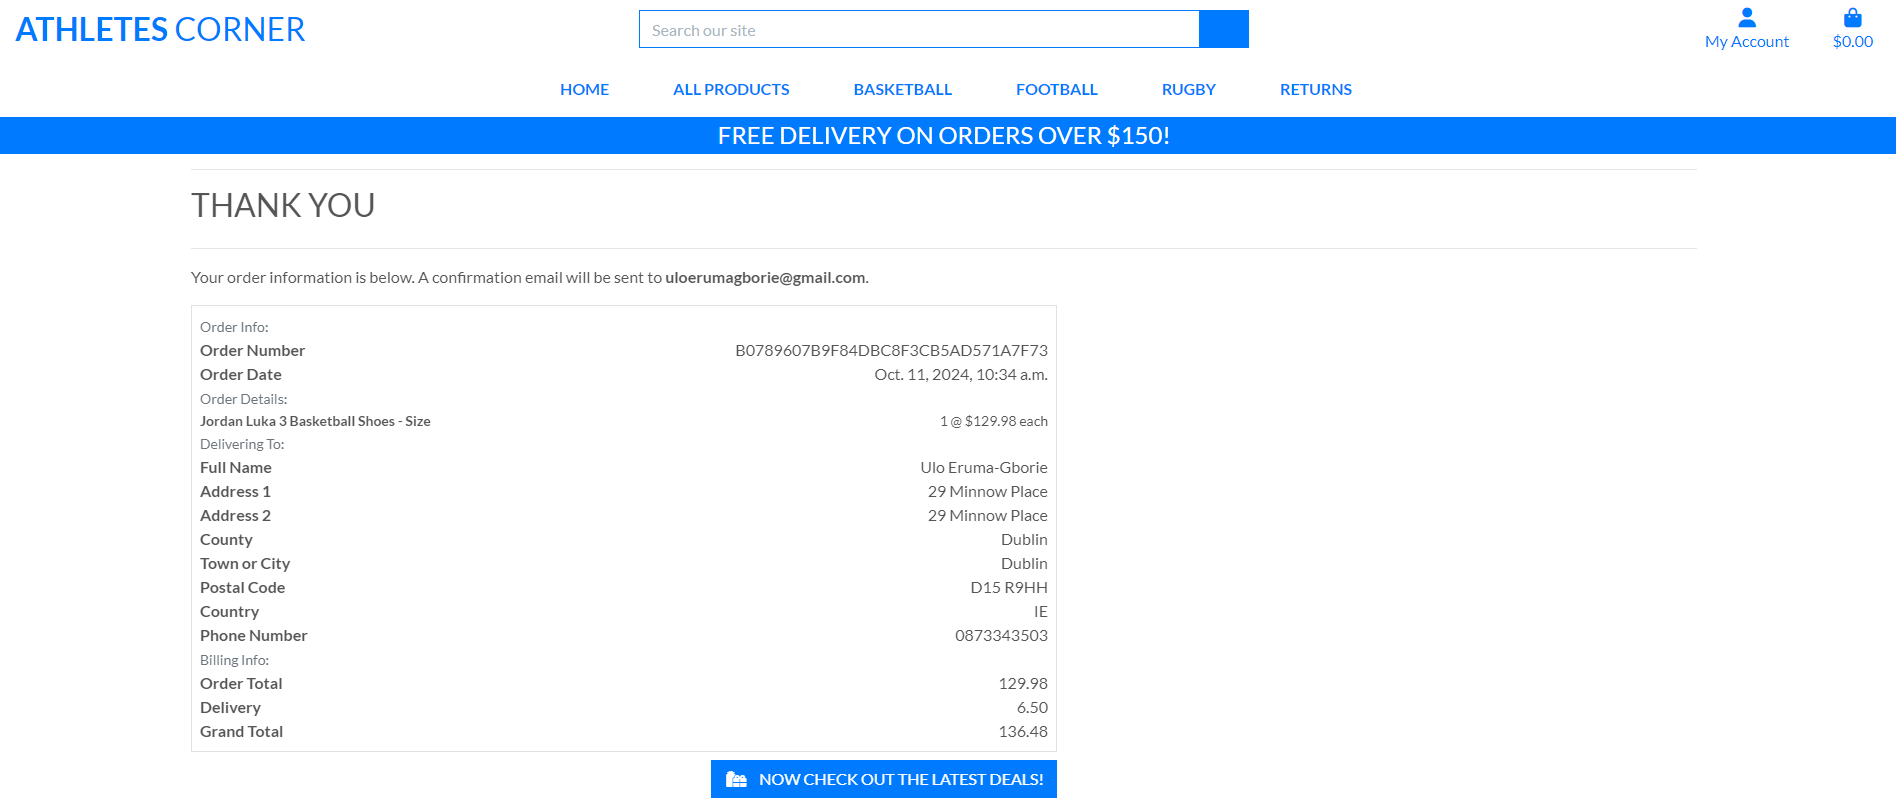 ATHLETES CORNER
Search our site
My Account
$0.00
HOME ALL PRODUCTS BASKETBALL FOOTBALL RUGBY RETURNS
FREE DELIVERY ON ORDERS OVER $150!
THANK YOU
Your order information is below. A confirmation email will be sent to uloerumagborie@gmail.com.
Order Info:
Order Number B0789607B9F84DBC8F3CB5AD571A7F73
Order Date Oct. 11, 2024, 10:34 a.m.
Order Details:
Jordan Luka 3 Basketball Shoes - Size 1 @ $129.98 each
Delivering To:
Full Name Ulo Eruma-Gborie
Address 1 29 Minnow Place
Address 2 29 Minnow Place
County Dublin
Town or City Dublin
Postal Code D15 R9HH
Country IE
Phone Number 0873343503
Billing Info:
Order Total 129.98
Delivery 6.50
Grand Total 136.48
NOW CHECK OUT THE LATEST DEALS!